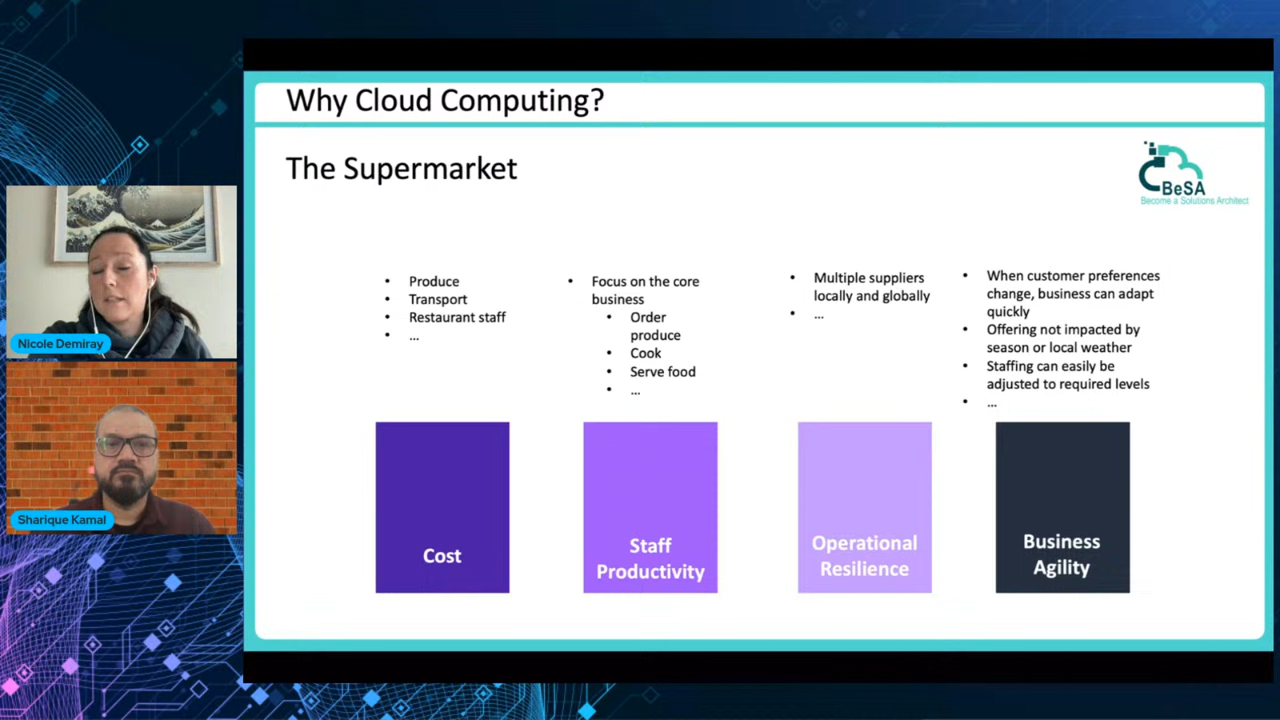 Why Cloud Computing?
The Supermarket
BeSA
Become a Solutions Architect
Nicole Demiray
Sharique Kamal
• Produce
• Transport
• Restaurant staff
• ...
• Focus on the core
business
• Order
produce
• Cook
• Serve food
• ...
• Multiple suppliers
locally and globally
• ...
• When customer preferences
change, business can adapt
quickly
• Offering not impacted by
season or local weather
• Staffing can easily be
adjusted to required levels
• ...
Cost
Staff
Productivity
Operational
Resilience
Business
Agility